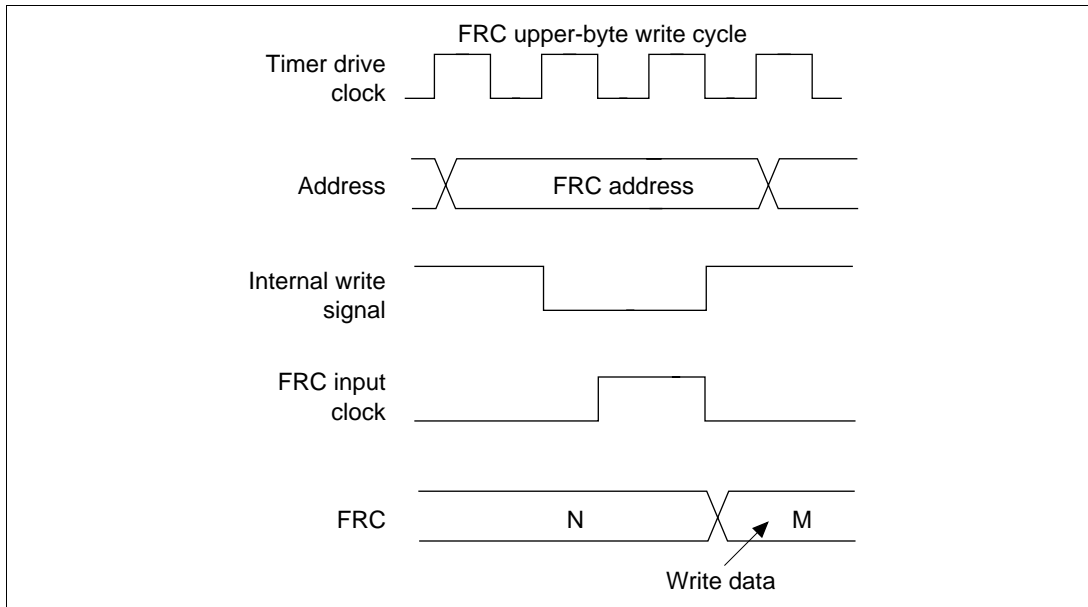 FRC upper-byte write cycle
Timer drive
clock
Address
FRC address
Internal write
signal
FRC input
clock
FRC
N
M
Write data